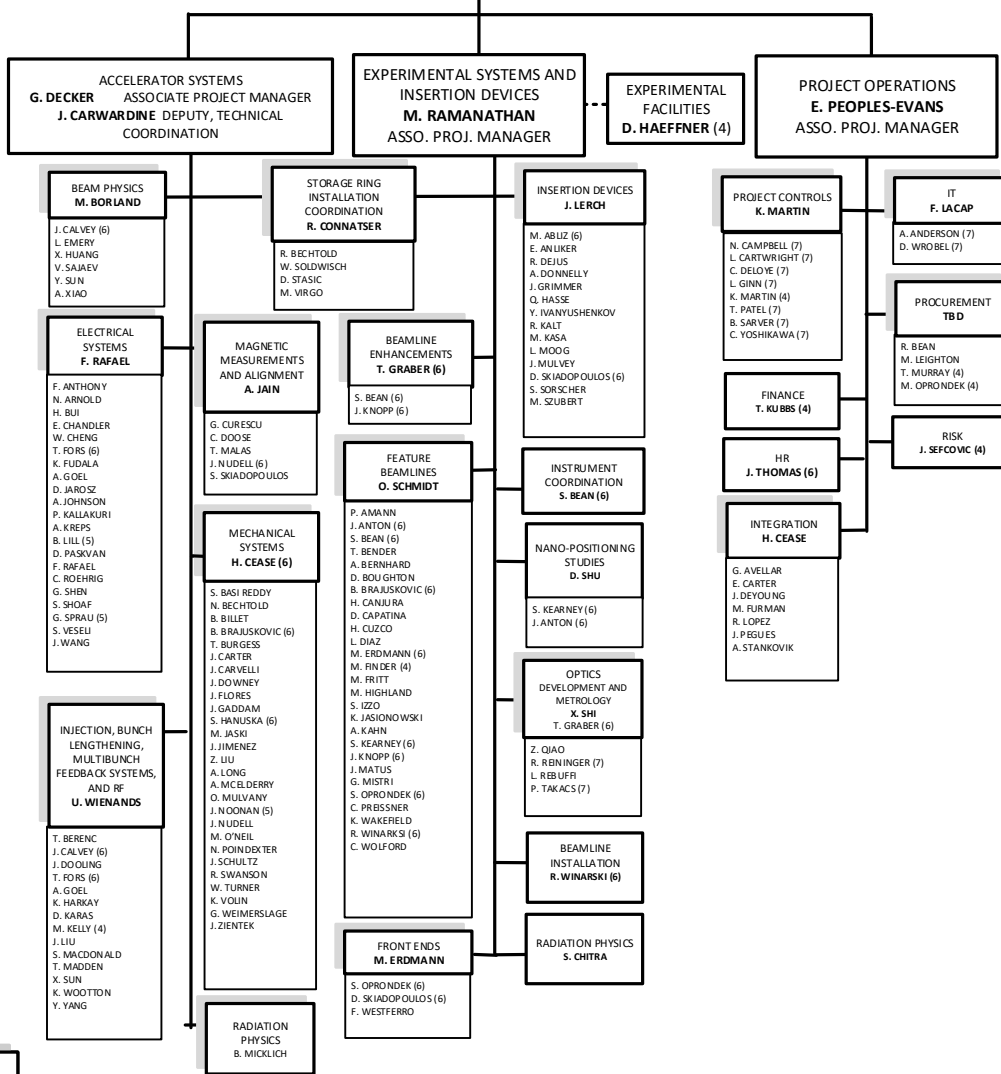 ACCELERATOR SYSTEMS
G. DECKER ASSOCIATE PROJECT MANAGER
J. CARWARDINE DEPUTY, TECHNICAL
COORDINATION
EXPERIMENTAL SYSTEMS AND
INSERTION DEVICES
M. RAMANATHAN
ASSO. PROJ. MANAGER
EXPERIMENTAL
FACILITIES
D. HAEFFNER (4)
PROJECT OPERATIONS
E. PEOPLES-EVANS
ASSO. PROJ. MANAGER
BEAM PHYSICS
M. BORLAND
J. CALVEY (6)
L. EMERY
X. HUANG
V. SAJAEV
Y. SUN
A. XIAO
STORAGE RING
INSTALLATION
COORDINATION
R. CONNATSER
R. BECHTOLD
W. SOLDWISCH
D. STASIC
M. VIRGO
INSERTION DEVICES
J. LERCH
M. ABLIZ (6)
E. ANLIKER
R. DEJUS
A. DONNELLY
J. GRIMMER
Q. HASSE
Y. IVANYUSHENKOV
R. KALT
M. KASA
L. MOOG
J. MULVEY
D. SKIADOPOULOS (6)
S. SORSCHER
M. SZUBERT
PROJECT CONTROLS
K. MARTIN
N. CAMPBELL (7)
L. CARTWRIGHT (7)
C. DELOYE (7)
L. GINN (7)
K. MARTIN (4)
T. PATEL (7)
B. SARVER (7)
C. YOSHIKAWA (7)
IT
F. LACAP
A. ANDERSON (7)
D. WROBEL (7)
ELECTRICAL
SYSTEMS
F. RAFAEL
F. ANTHONY
N. ARNOLD
H. BUI
E. CHANDLER
W. CHENG
T. FORS (6)
K. FUDALA
A. GOEL
D. JAROSZ
A. JOHNSON
P. KALLAKURI
A. KREPS
B. LILL (5)
D. PASKVAN
F. RAFAEL
C. ROEHRIG
G. SHEN
S. SHOAF
G. SPRAU (5)
S. VESELI
J. WANG
MAGNETIC
MEASUREMENTS
AND ALIGNMENT
A. JAIN
G. CURESCU
C. DOOSE
T. MALAS
J. NUDELL (6)
S. SKIADOPOULOS
BEAMLINE
ENHANCEMENTS
T. GRABER (6)
S. BEAN (6)
J. KNOPP (6)
PROCUREMENT
TBD
R. BEAN
M. LEIGHTON
T. MURRAY (4)
M. OPRONDEK (4)
FINANCE
T. KUBBS (4)
RISK
J. SEFCOVIC (4)
HR
J. THOMAS (6)
FEATURE
BEAMLINES
O. SCHMIDT
P. AMANN
J. ANTON (6)
S. BEAN (6)
T. BENDER
A. BERNHARD
D. BOUGHTON
B. BRAJUSKOVIC (6)
H. CANJURA
D. CAPATINA
H. CUZCO
L. DIAZ
M. ERDMANN (6)
M. FINDER (4)
M. FRITT
M. HIGHLAND
S. IZZO
K. JASIONOWSKI
A. KAHN
S. KEARNEY (6)
J. KNOPP (6)
J. MATUS
G. MISTRI
S. OPRONDEK (6)
C. PREISSNER
K. WAKEFIELD
R. WINARKSI (6)
C. WOLFORD
INSTRUMENT
COORDINATION
S. BEAN (6)
INTEGRATION
H. CEASE
G. AVELLAR
E. CARTER
J. DEYOUNG
M. FURMAN
R. LOPEZ
J. PEGUES
A. STANKOVIK
MECHANICAL
SYSTEMS
H. CEASE (6)
S. BASI REDDY
N. BECHTOLD
B. BILLET
B. BRAJUSKOVIC (6)
T. BURGESS
J. CARTER
J. CARVELLI
J. DOWNEY
J. FLORES
J. GADDAM
S. HANUSKA (6)
M. JASKI
J. JIMENEZ
Z. LIU
A. LONG
A. MCELDERRY
O. MULVANY
J. NOONAN (5)
J. NUDELL
M. O'NEIL
N. POINDEXTER
J. SCHULTZ
R. SWANSON
W. TURNER
K. VOLIN
G. WEIMERSLAGE
J. ZIENTEK
NANO-POSITIONING
STUDIES
D. SHU
S. KEARNEY (6)
J. ANTON (6)
OPTICS
DEVELOPMENT AND
METROLOGY
X. SHI
T. GRABER (6)
Z. QIAO
R. REININGER (7)
L. REBUFFI
P. TAKACS (7)
INJECTION, BUNCH
LENGTHENING,
MULTIBUNCH
FEEDBACK SYSTEMS,
AND RF
U. WIENANDS
T. BERENC
J. CALVEY (6)
J. DOOLING
T. FORS (6)
A. GOEL
K. HARKAY
D. KARAS
M. KELLY (4)
J. LIU
S. MACDONALD
T. MADDEN
X. SUN
K. WOOTTON
Y. YANG
BEAMLINE
INSTALLATION
R. WINARSKI (6)
FRONT ENDS
M. ERDMANN
S. OPRONDEK (6)
D. SKIADOPOULOS (6)
F. WESTFERRO
RADIATION PHYSICS
S. CHITRA
RADIATION
PHYSICS
B. MICKLICH